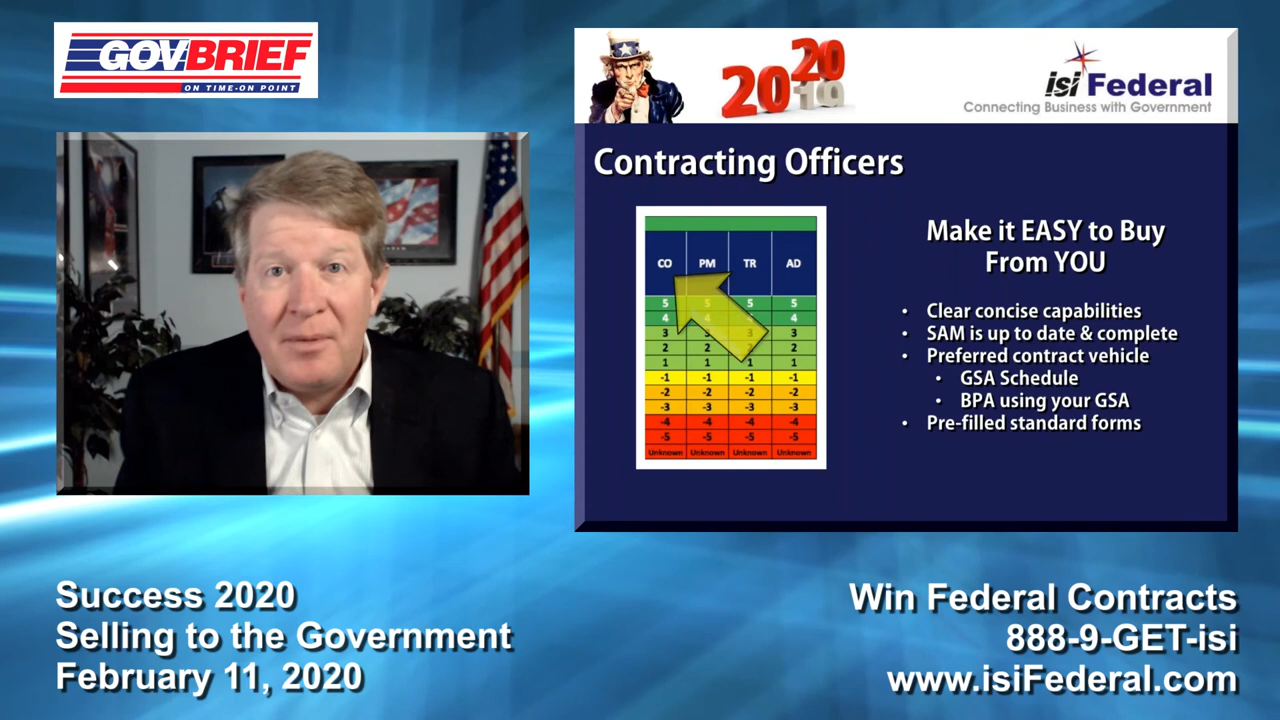 GOVBRIEF
ON TIME-ON POINT
2020
19
isi Federal
Connecting Business with Government
Contracting Officers
CO PM TR AD
5 5 5 5
4 4 4 4
3 3 3 3
2 2 2 2
1 1 1 1
-1 -1 -1 -1
-2 -2 -2 -2
-3 -3 -3 -3
-4 -4 -4 -4
-5 -5 -5 -5
Unknown Unknown Unknown Unknown
Make it EASY to Buy
From YOU
• Clear concise capabilities
• SAM is up to date & complete
• Preferred contract vehicle
• GSA Schedule
• BPA using your GSA
• Pre-filled standard forms
Success 2020
Selling to the Government
February 11, 2020
Win Federal Contracts
888-9-GET-isi
www.isiFederal.com